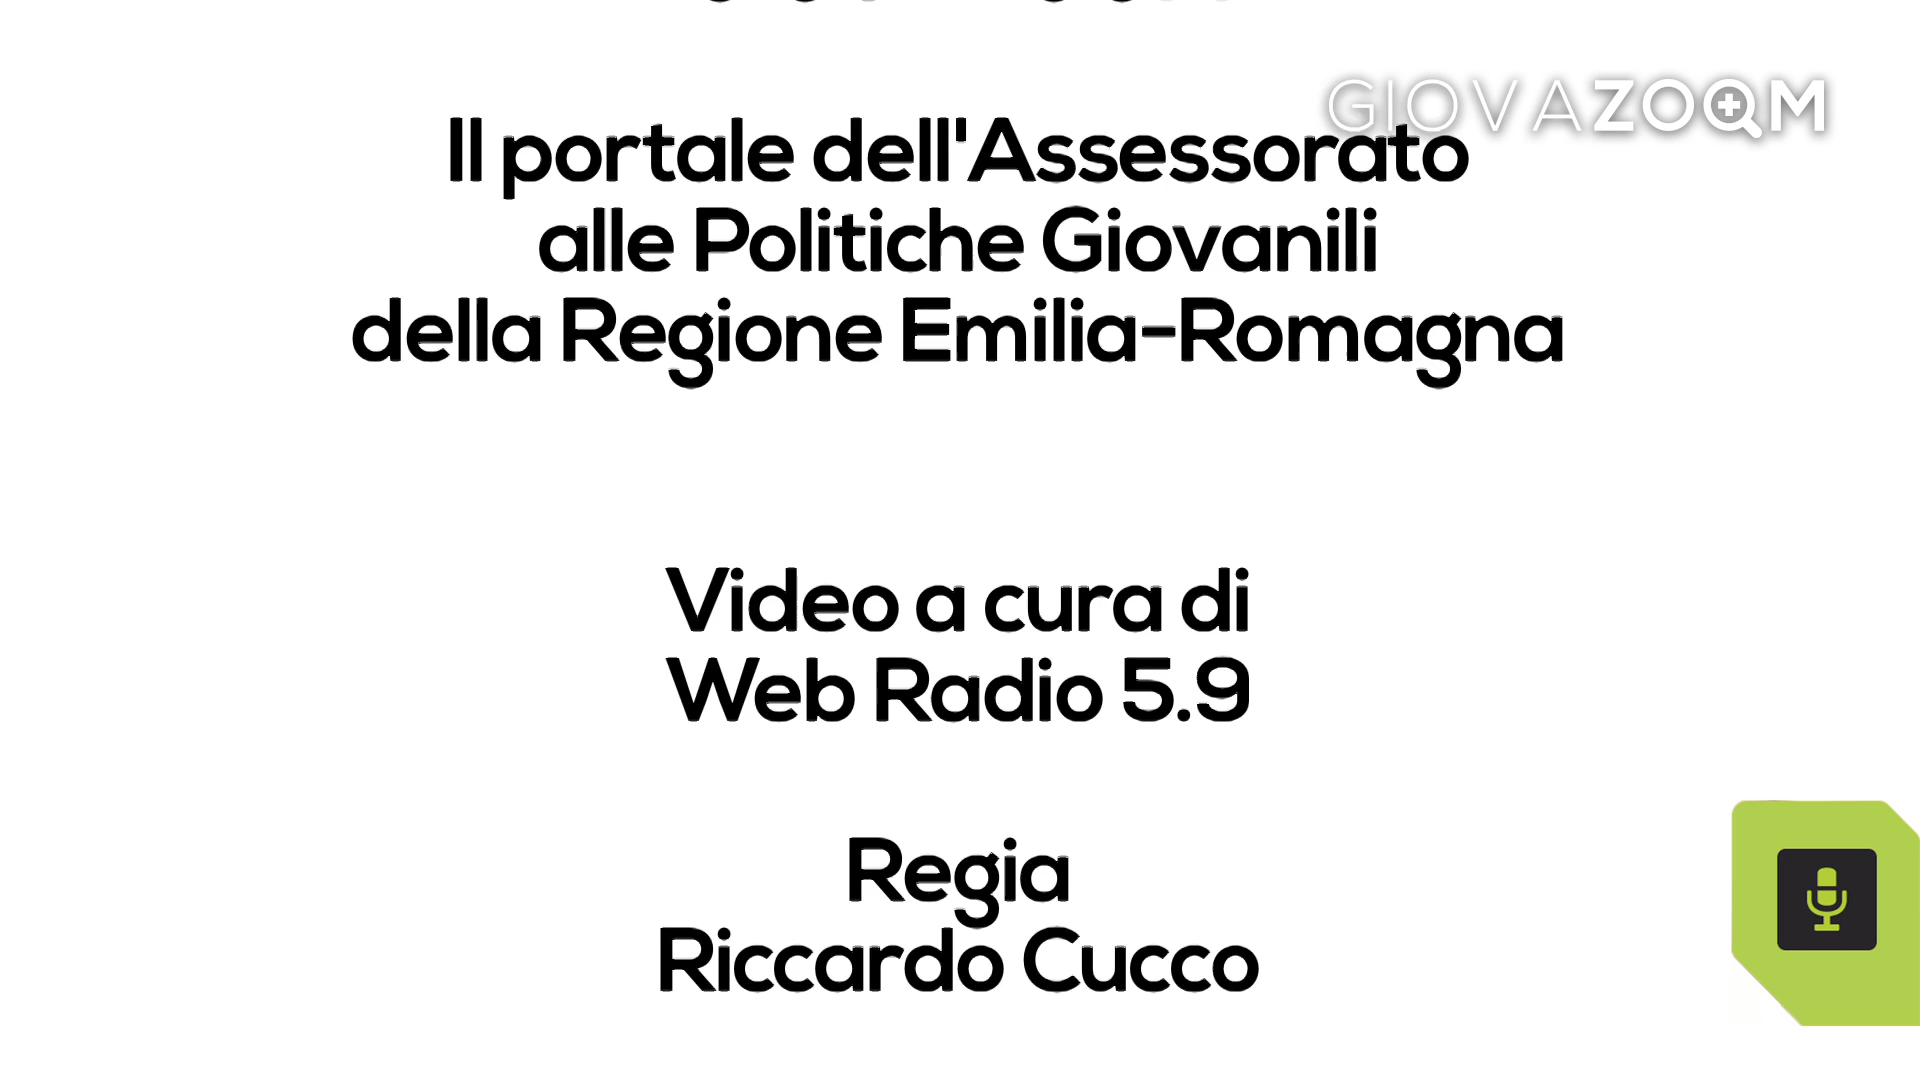 GIOVAZOOM
Il portale dell'Assessorato
alle Politiche Giovanili
della Regione Emilia-Romagna
Video a cura di
Web Radio 5.9
Regia
Riccardo Cucco